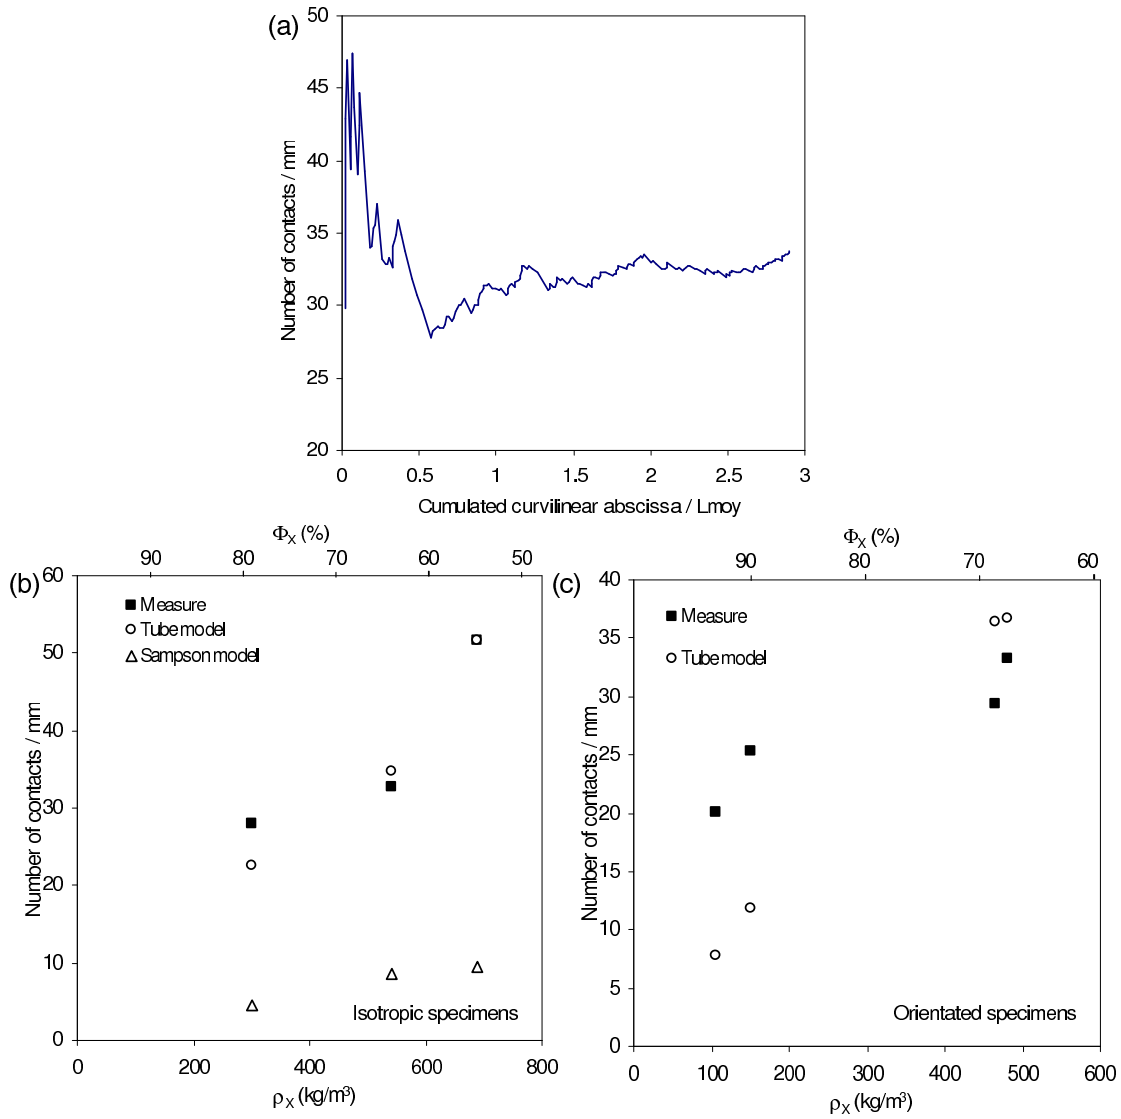 (a)
50
45
40
35
30
25
20
Number of contacts / mm
0 0.5 1 1.5 2 2.5 3
Cumulated curvilinear abscissa / Lmoy
(b)
ΦX (%)
90 80 70 60 50
60
50
40
30
20
10
0
Number of contacts / mm
Measure
Tube model
Sampson model
Isotropic specimens
0 200 400 600 800
ρX (kg/m³)
(c)
ΦX (%)
90 80 70 60
40
35
30
25
20
15
10
5
0
Number of contacts / mm
Measure
Tube model
Orientated specimens
0 100 200 300 400 500 600
ρX (kg/m³)